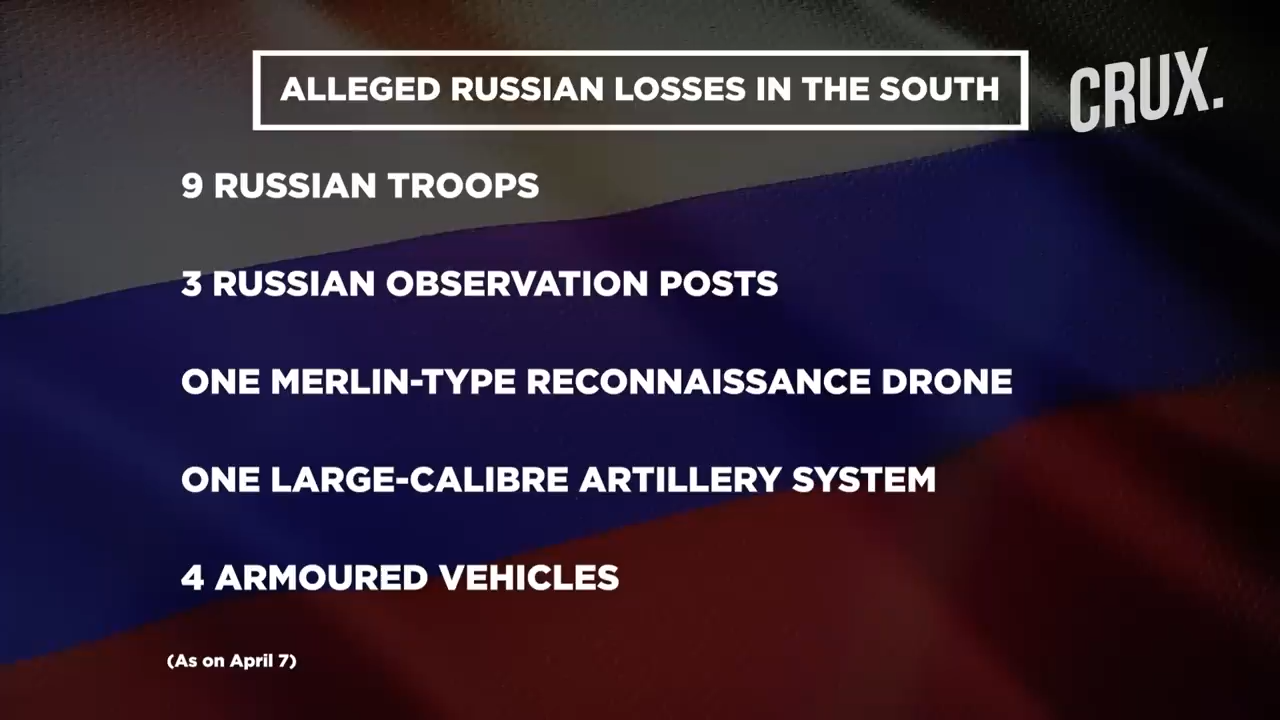 ALLEGED RUSSIAN LOSSES IN THE SOUTH
CRUX.
9 RUSSIAN TROOPS
3 RUSSIAN OBSERVATION POSTS
ONE MERLIN-TYPE RECONNAISSANCE DRONE
ONE LARGE-CALIBRE ARTILLERY SYSTEM
4 ARMOURED VEHICLES
(As on April 7)